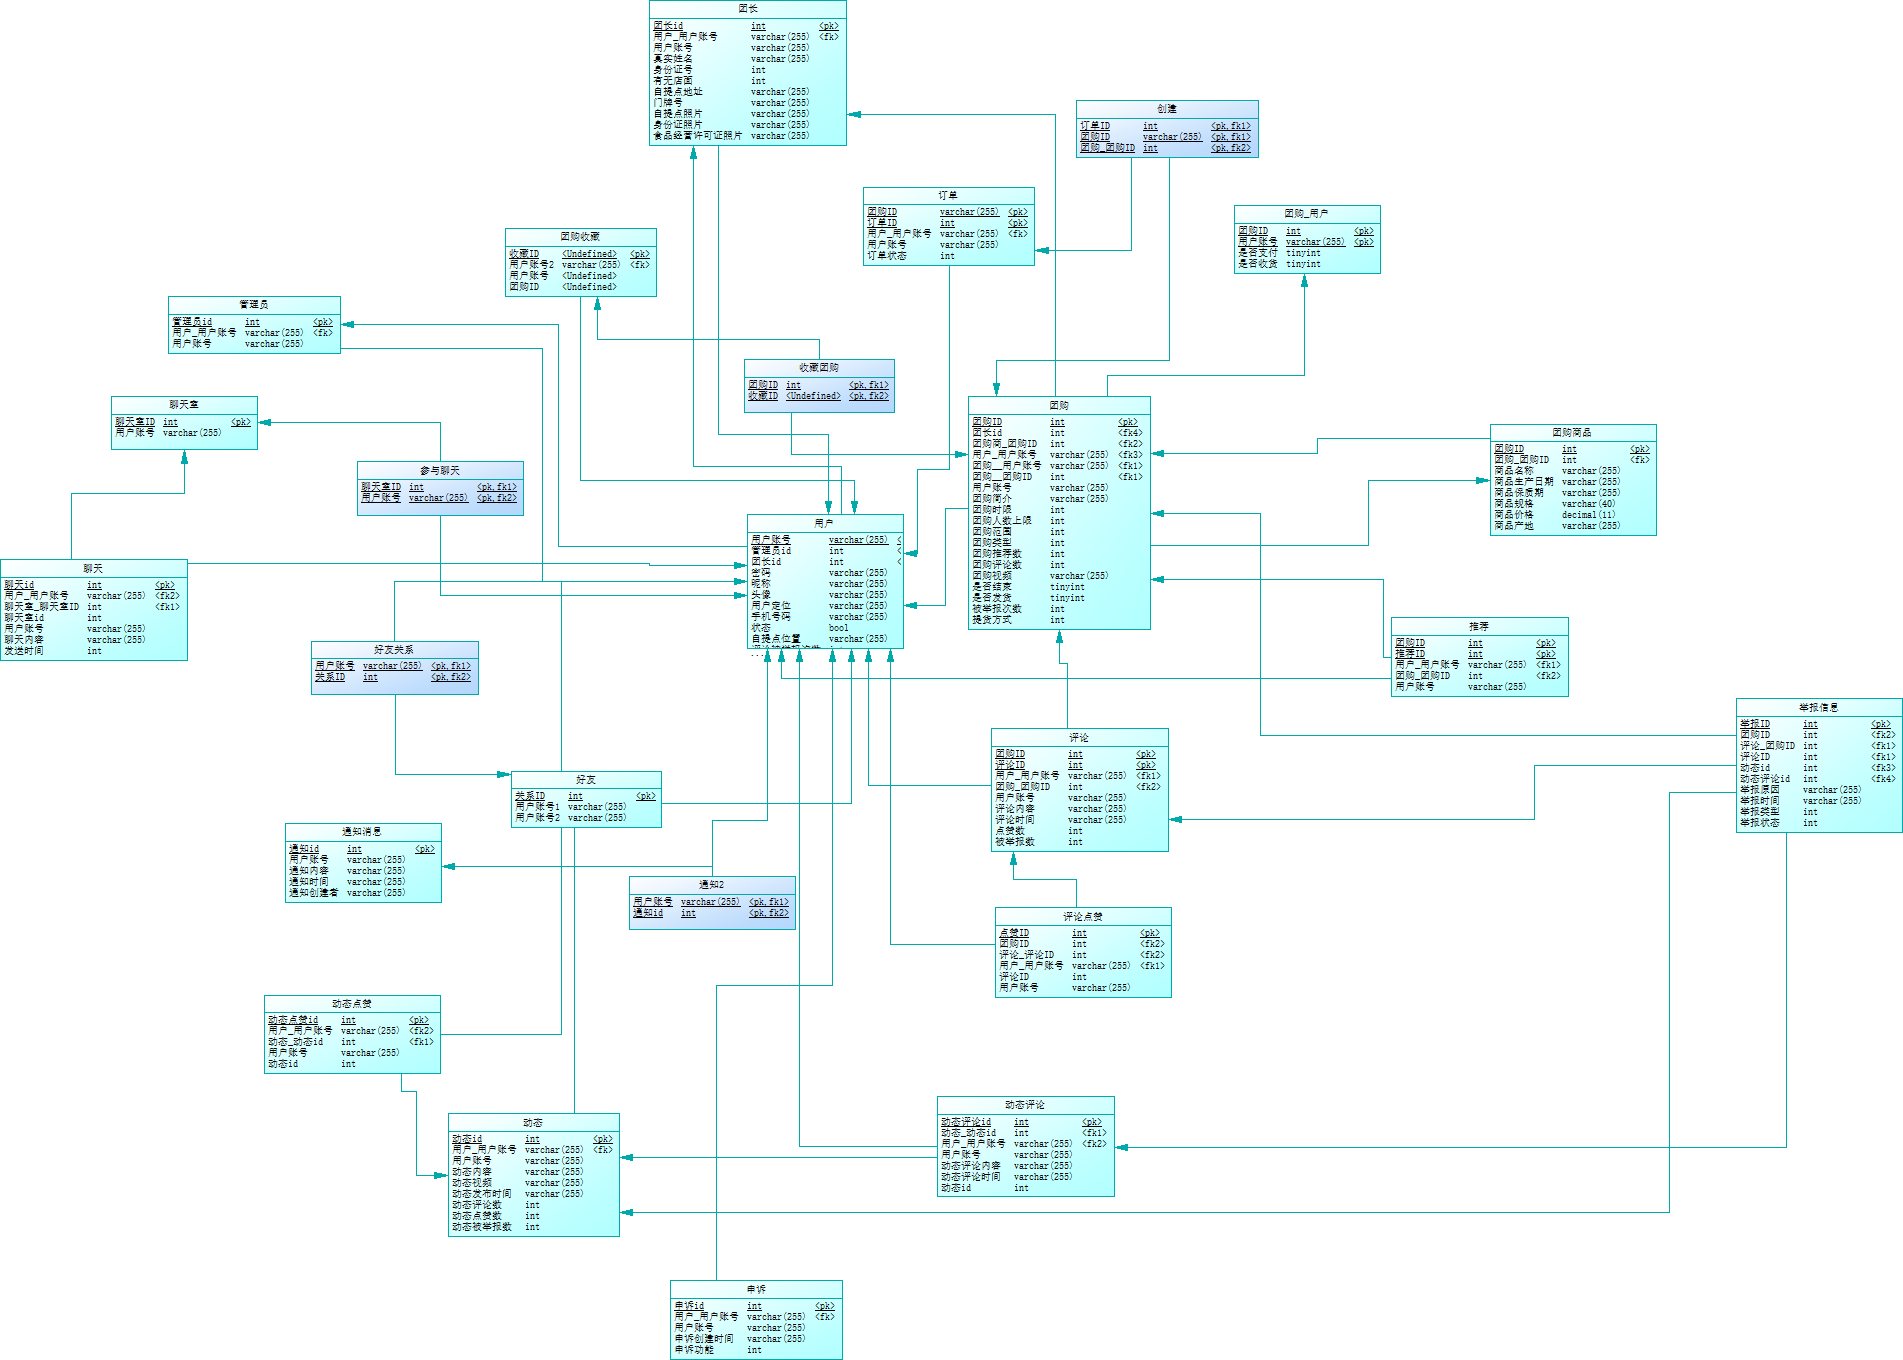 团长
团长id int <pk>
用户_用户账号 varchar(255) <fk>
用户账号 varchar(255)
真实姓名 varchar(255)
身份证号 int
有无店面 int
自提点地址 varchar(255)
门牌号 varchar(255)
自提点照片 varchar(255)
身份证照片 varchar(255)
食品经营许可证照片 varchar(255)
创建
订单ID int <pk,fk1>
团购ID varchar(255) <pk,fk1>
团购_团购ID int <pk,fk2>
订单
团购ID varchar(255) <pk>
订单ID int <pk>
用户_用户账号 varchar(255) <fk>
用户账号 varchar(255)
订单状态 int
团购_用户
团购ID int <pk>
用户账号 varchar(255) <pk>
是否支付 tinyint
是否收货 tinyint
团购收藏
收藏ID <Undefined> <pk>
用户账号2 varchar(255) <fk>
用户账号 <Undefined>
团购ID <Undefined>
管理员
管理员id int <pk>
用户_用户账号 varchar(255) <fk>
用户账号 varchar(255)
收藏团购
团购ID int <pk,fk1>
收藏ID <Undefined> <pk,fk2>
聊天室
聊天室ID int <pk>
用户账号 varchar(255)
团购
团购ID int <pk>
团长id int <fk4>
团购商_团购ID int <fk2>
用户_用户账号 varchar(255) <fk3>
团购__用户账号 varchar(255) <fk1>
团购__团购ID int <fk1>
用户账号 varchar(255)
团购简介 varchar(255)
团购时限 int
团购人数上限 int
团购范围 int
团购类型 int
团购推荐数 int
团购评论数 int
团购视频 varchar(255)
是否结束 tinyint
是否发货 tinyint
被举报次数 int
提货方式 int
团购商品
团购ID int <pk>
团购_团购ID int <fk>
商品名称 varchar(255)
商品生产日期 varchar(255)
商品保质期 varchar(255)
商品规格 varchar(40)
商品价格 decimal(11)
商品产地 varchar(255)
参与聊天
聊天室ID int <pk,fk1>
用户账号 varchar(255) <pk,fk2>
用户
用户账号 varchar(255) <
管理员id int <
团长id int <
密码 varchar(255)
昵称 varchar(255)
头像 varchar(255)
用户定位 varchar(255)
手机号码 varchar(255)
状态 bool
自提点位置 varchar(255)
...
聊天
聊天id int <pk>
用户_用户账号 varchar(255) <fk2>
聊天室_聊天室ID int <fk1>
聊天室id int
用户账号 varchar(255)
聊天内容 varchar(255)
发送时间 int
好友关系
用户账号 varchar(255) <pk,fk1>
关系ID int <pk,fk2>
推荐
团购ID int <pk>
推荐ID int <pk>
用户_用户账号 varchar(255) <fk1>
团购_团购ID int <fk2>
用户账号 varchar(255)
举报信息
举报ID int <pk>
团购ID int <fk2>
评论_团购ID int <fk1>
评论ID int <fk1>
动态id int <fk3>
动态评论id int <fk4>
举报原因 varchar(255)
举报时间 varchar(255)
举报类型 int
举报状态 int
评论
团购ID int <pk>
评论ID int <pk>
用户_用户账号 varchar(255) <fk1>
团购_团购ID int <fk2>
用户账号 varchar(255)
评论内容 varchar(255)
评论时间 varchar(255)
点赞数 int
被举报数 int
好友
关系ID int <pk>
用户账号1 varchar(255)
用户账号2 varchar(255)
通知消息
通知id int <pk>
用户账号 varchar(255)
通知内容 varchar(255)
通知时间 varchar(255)
通知创建者 varchar(255)
通知2
用户账号 varchar(255) <pk,fk1>
通知id int <pk,fk2>
评论点赞
点赞ID int <pk>
团购ID int <fk2>
评论_评论ID int <fk2>
用户_用户账号 varchar(255) <fk1>
评论ID int
用户账号 varchar(255)
动态点赞
动态点赞id int <pk>
用户_用户账号 varchar(255) <fk2>
动态_动态id int <fk1>
用户账号 varchar(255)
动态id int
动态
动态id int <pk>
用户_用户账号 varchar(255) <fk>
用户账号 varchar(255)
动态内容 varchar(255)
动态视频 varchar(255)
动态发布时间 varchar(255)
动态评论数 int
动态点赞数 int
动态被举报数 int
动态评论
动态评论id int <pk>
动态_动态id int <fk1>
用户_用户账号 varchar(255) <fk2>
用户账号 varchar(255)
动态评论内容 varchar(255)
动态评论时间 varchar(255)
动态id int
申诉
申诉id int <pk>
用户_用户账号 varchar(255) <fk>
用户账号 varchar(255)
申诉创建时间 varchar(255)
申诉功能 int